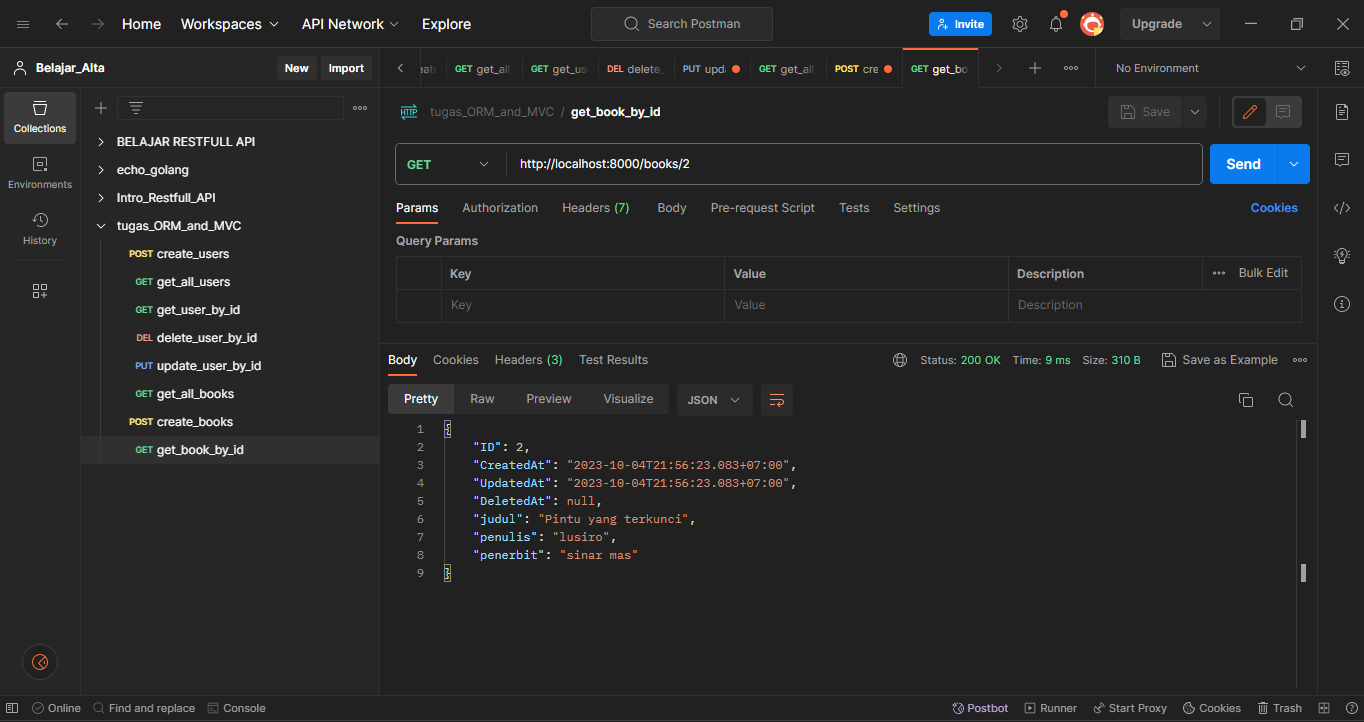 Home Workspaces API Network Explore Search Postman Invite Upgrade
Belajar_Alta New Import GET get_all DEL delete_ PUT upd GET get_all POST cre GET get_bo No Environment
Collections
Environments
History
BELAJAR RESTFULL API
echo_golang
Intro_Restfull_API
tugas_ORM_and_MVC
POST create_users
GET get_all_users
GET get_user_by_id
DEL delete_user_by_id
PUT update_user_by_id
GET get_all_books
POST create_books
GET get_book_by_id
HTTP tugas_ORM_and_MVC / get_book_by_id Save
GET http://localhost:8000/books/2 Send
Params Authorization Headers (7) Body Pre-request Script Tests Settings Cookies
Query Params
Key Value Description Bulk Edit
Key Value Description
Body Cookies Headers (3) Test Results Status: 200 OK Time: 9 ms Size: 310 B Save as Example
Pretty Raw Preview Visualize JSON
1 {
2 "ID": 2,
3 "CreatedAt": "2023-10-04T21:56:23.083+07:00",
4 "UpdatedAt": "2023-10-04T21:56:23.083+07:00",
5 "DeletedAt": null,
6 "judul": "Pintu yang terkunci",
7 "penulis": "lusiro",
8 "penerbit": "sinar mas"
9 }
Online Find and replace Console Postbot Runner Start Proxy Cookies Trash